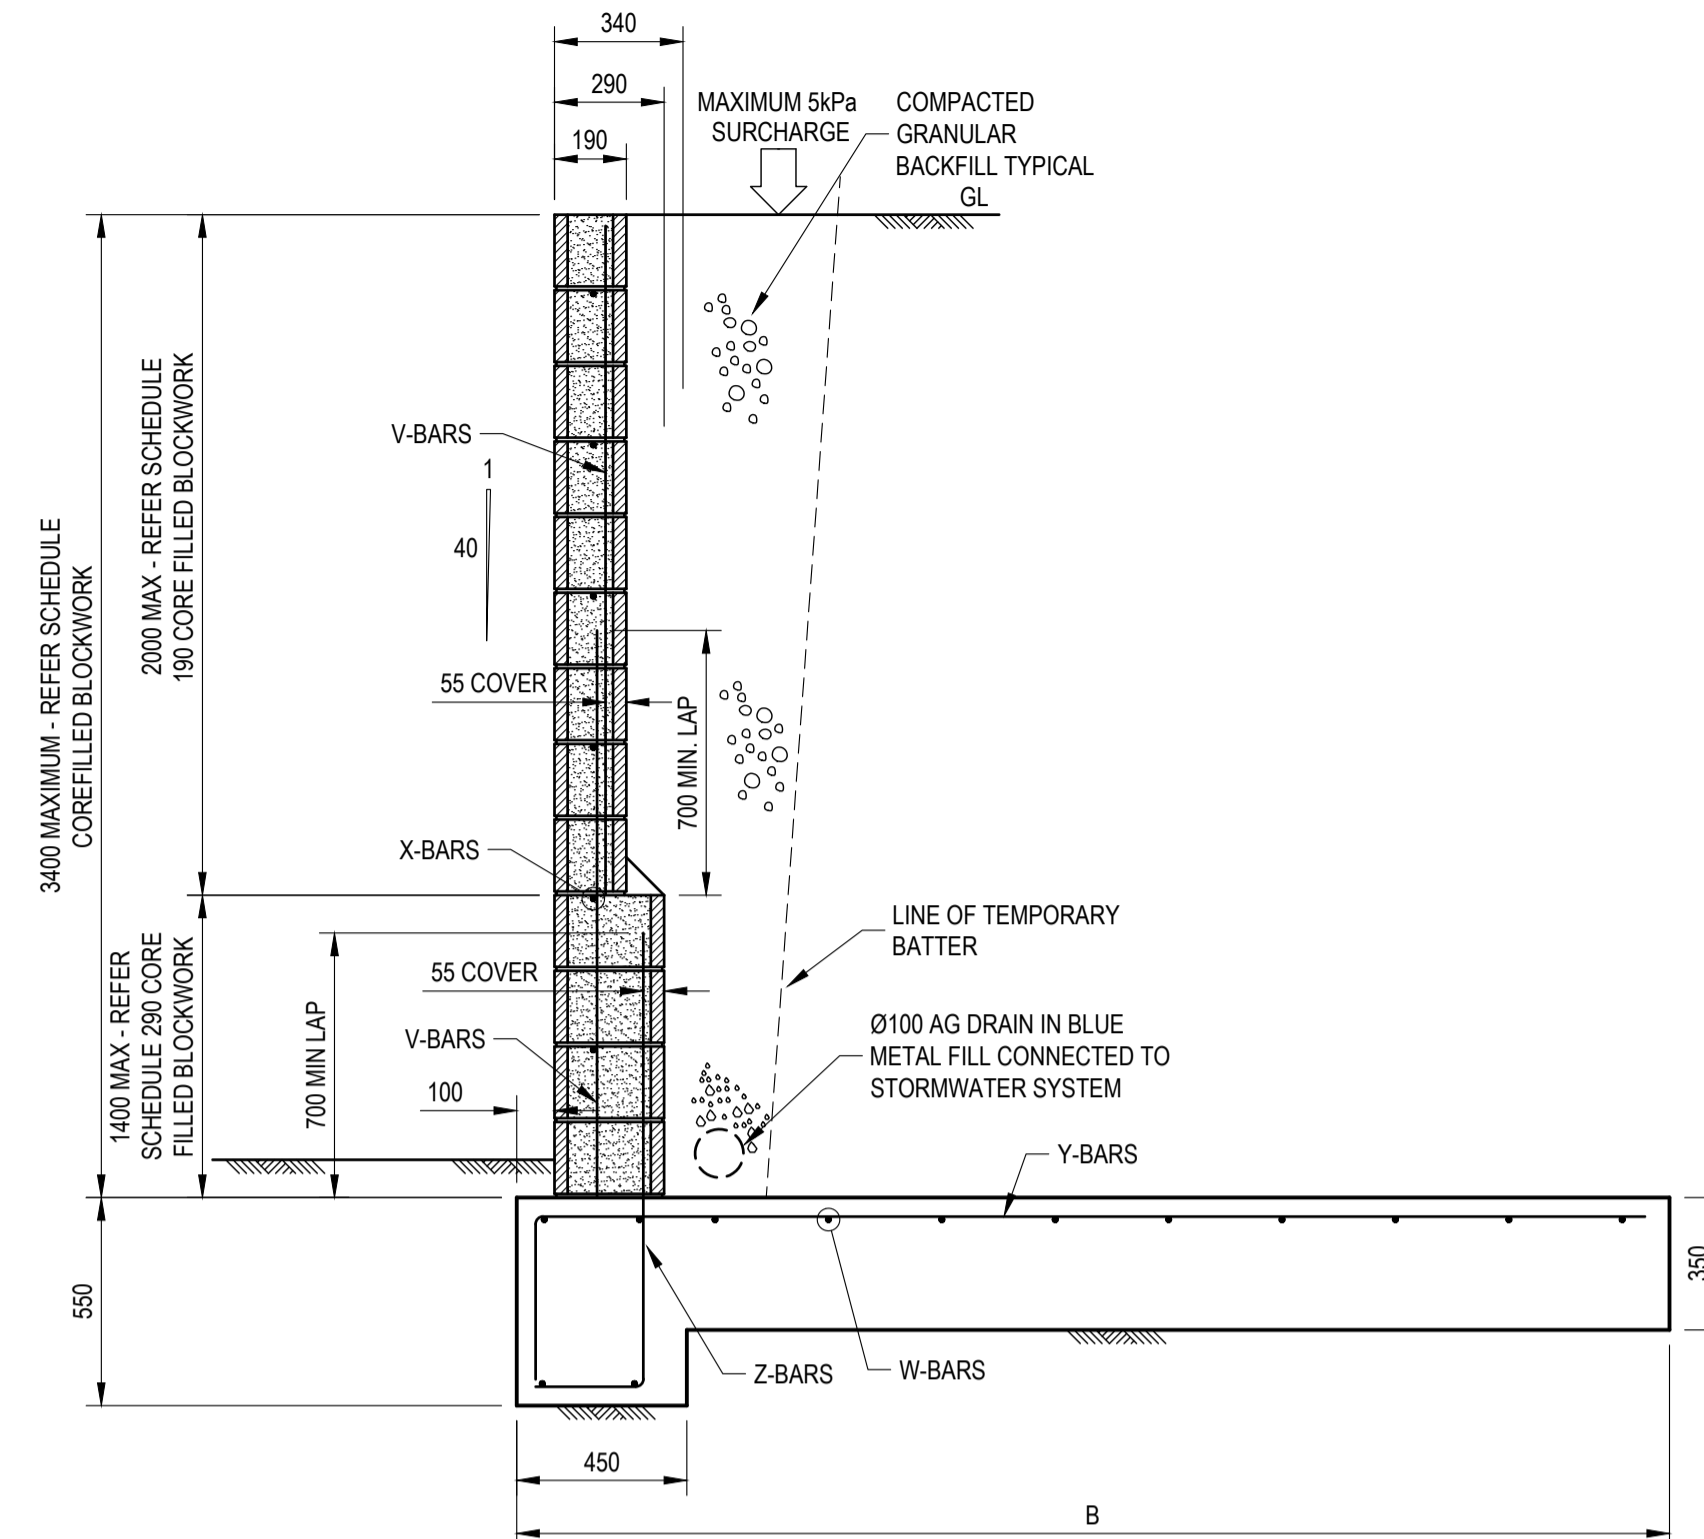 340
290
190
MAXIMUM 5kPa
SURCHARGE
COMPACTED
GRANULAR
BACKFILL TYPICAL
GL
3400 MAXIMUM - REFER SCHEDULE
COREFILLED BLOCKWORK
2000 MAX - REFER SCHEDULE
190 CORE FILLED BLOCKWORK
V-BARS
1
40
55 COVER
700 MIN. LAP
X-BARS
1400 MAX - REFER
SCHEDULE 290 CORE
FILLED BLOCKWORK
700 MIN LAP
55 COVER
V-BARS
100
LINE OF TEMPORARY
BATTER
Ø100 AG DRAIN IN BLUE
METAL FILL CONNECTED TO
STORMWATER SYSTEM
Y-BARS
550
350
Z-BARS
W-BARS
450
B